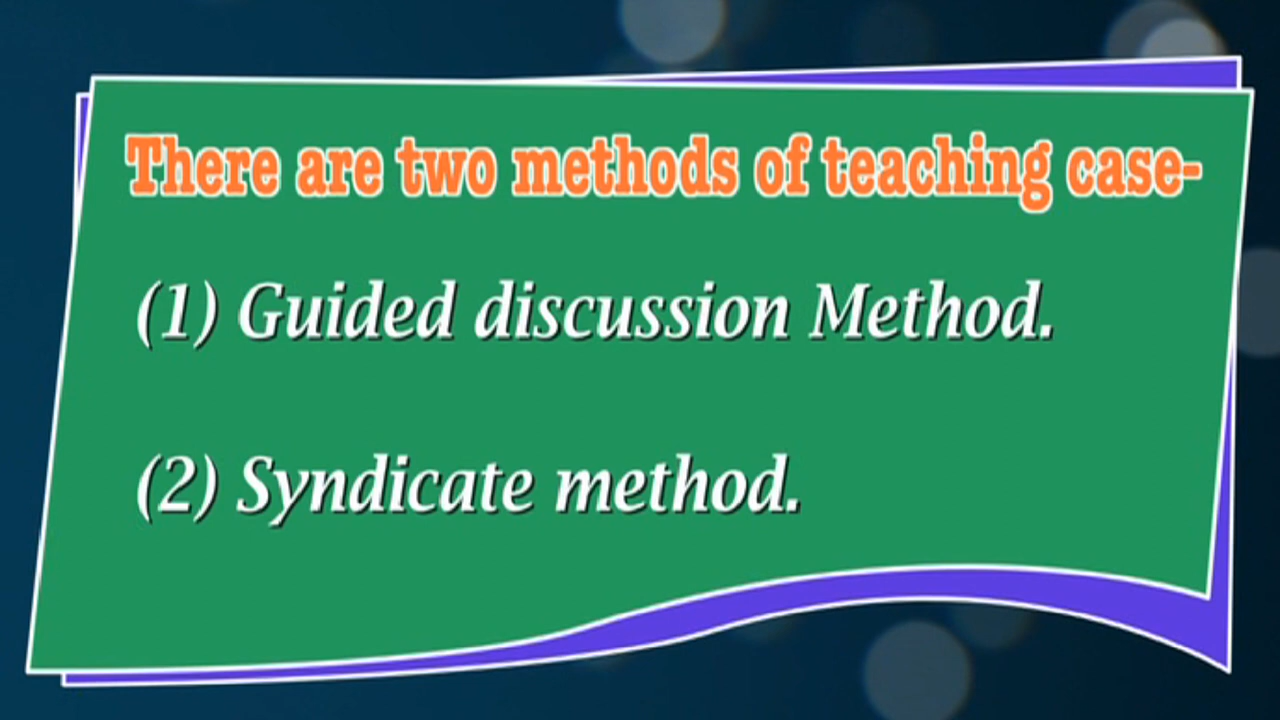 There are two methods of teaching case-
(1) Guided discussion Method.
(2) Syndicate method.